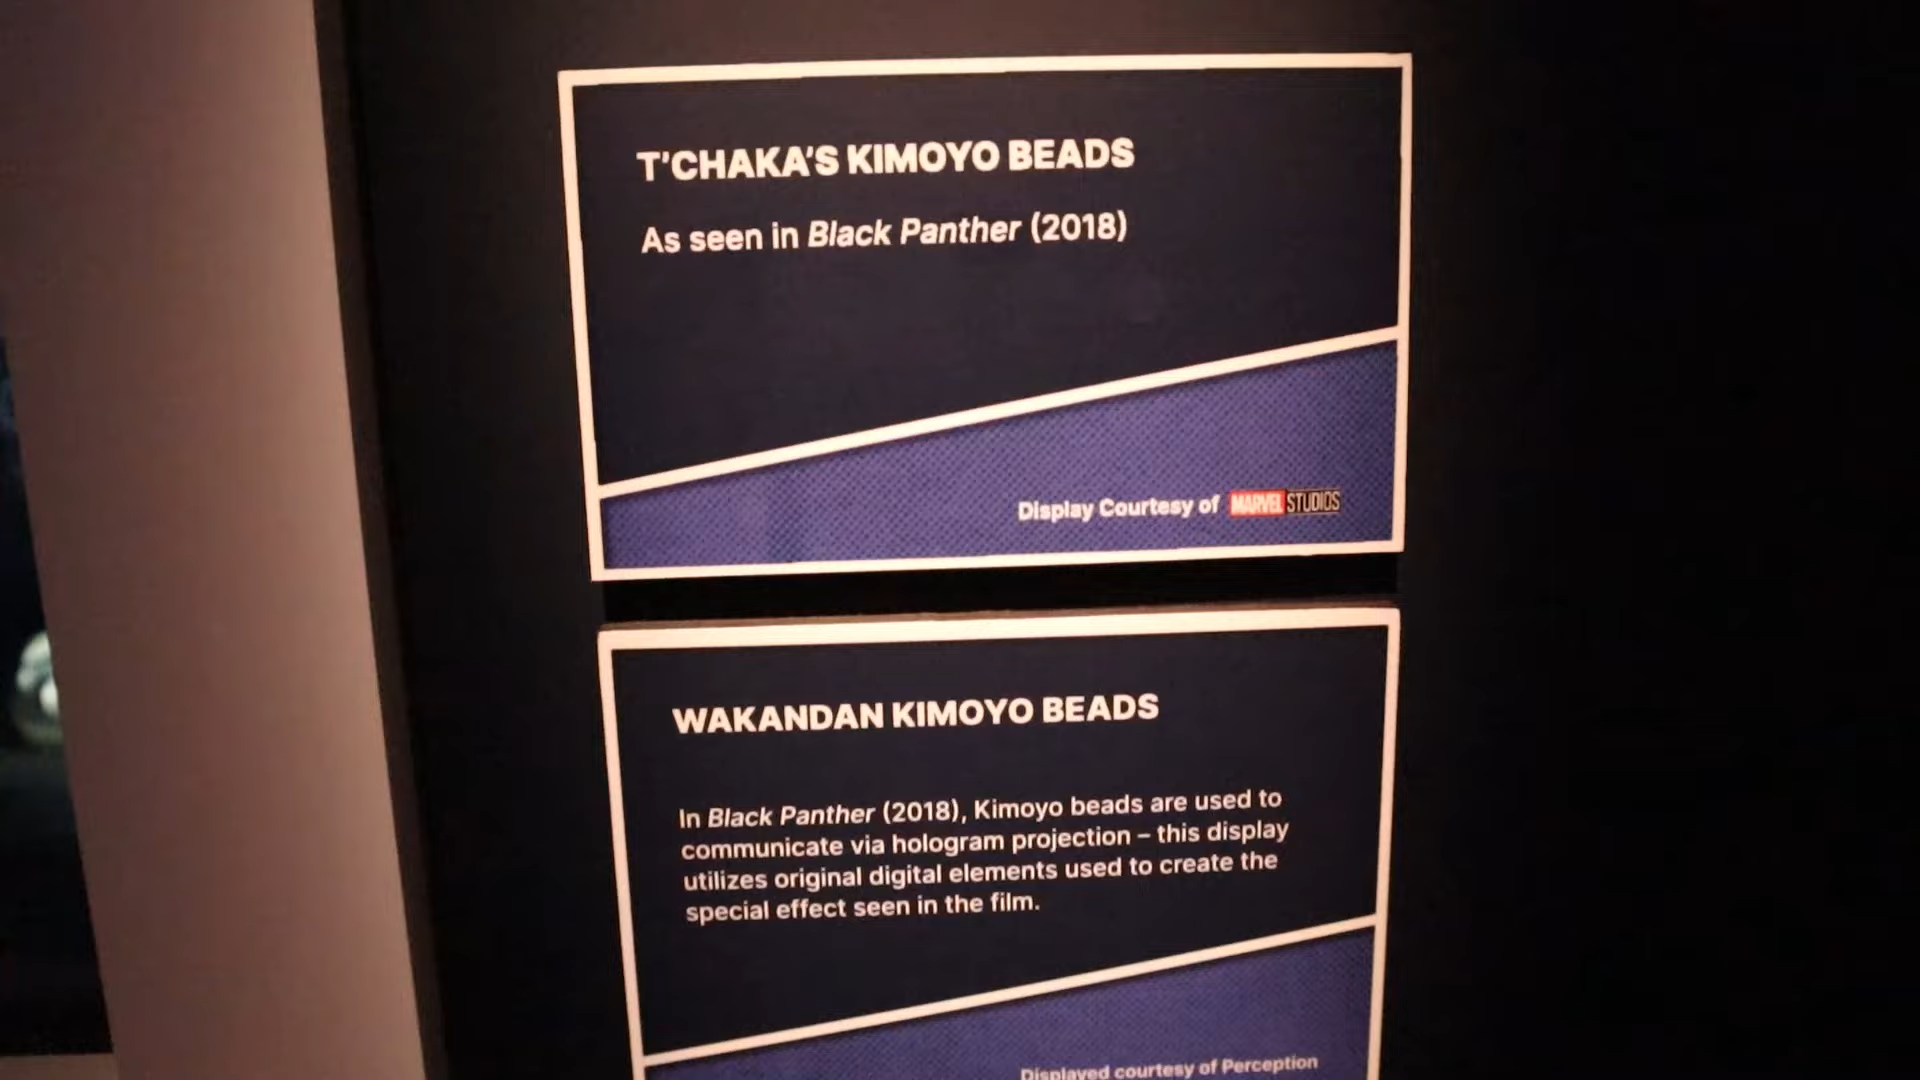 T'CHAKA'S KIMOYO BEADS
As seen in Black Panther (2018)
Display Courtesy of MARVEL STUDIOS
WAKANDAN KIMOYO BEADS
In Black Panther (2018), Kimoyo beads are used to
communicate via hologram projection – this display
utilizes original digital elements used to create the
special effect seen in the film.
Displayed courtesy of Perception